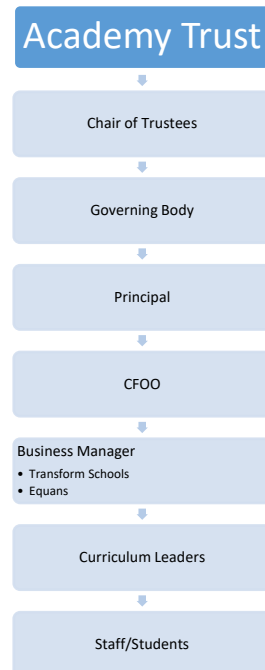 Academy Trust
Chair of Trustees
Governing Body
Principal
CFOO
Business Manager
• Transform Schools
• Equans
Curriculum Leaders
Staff/Students